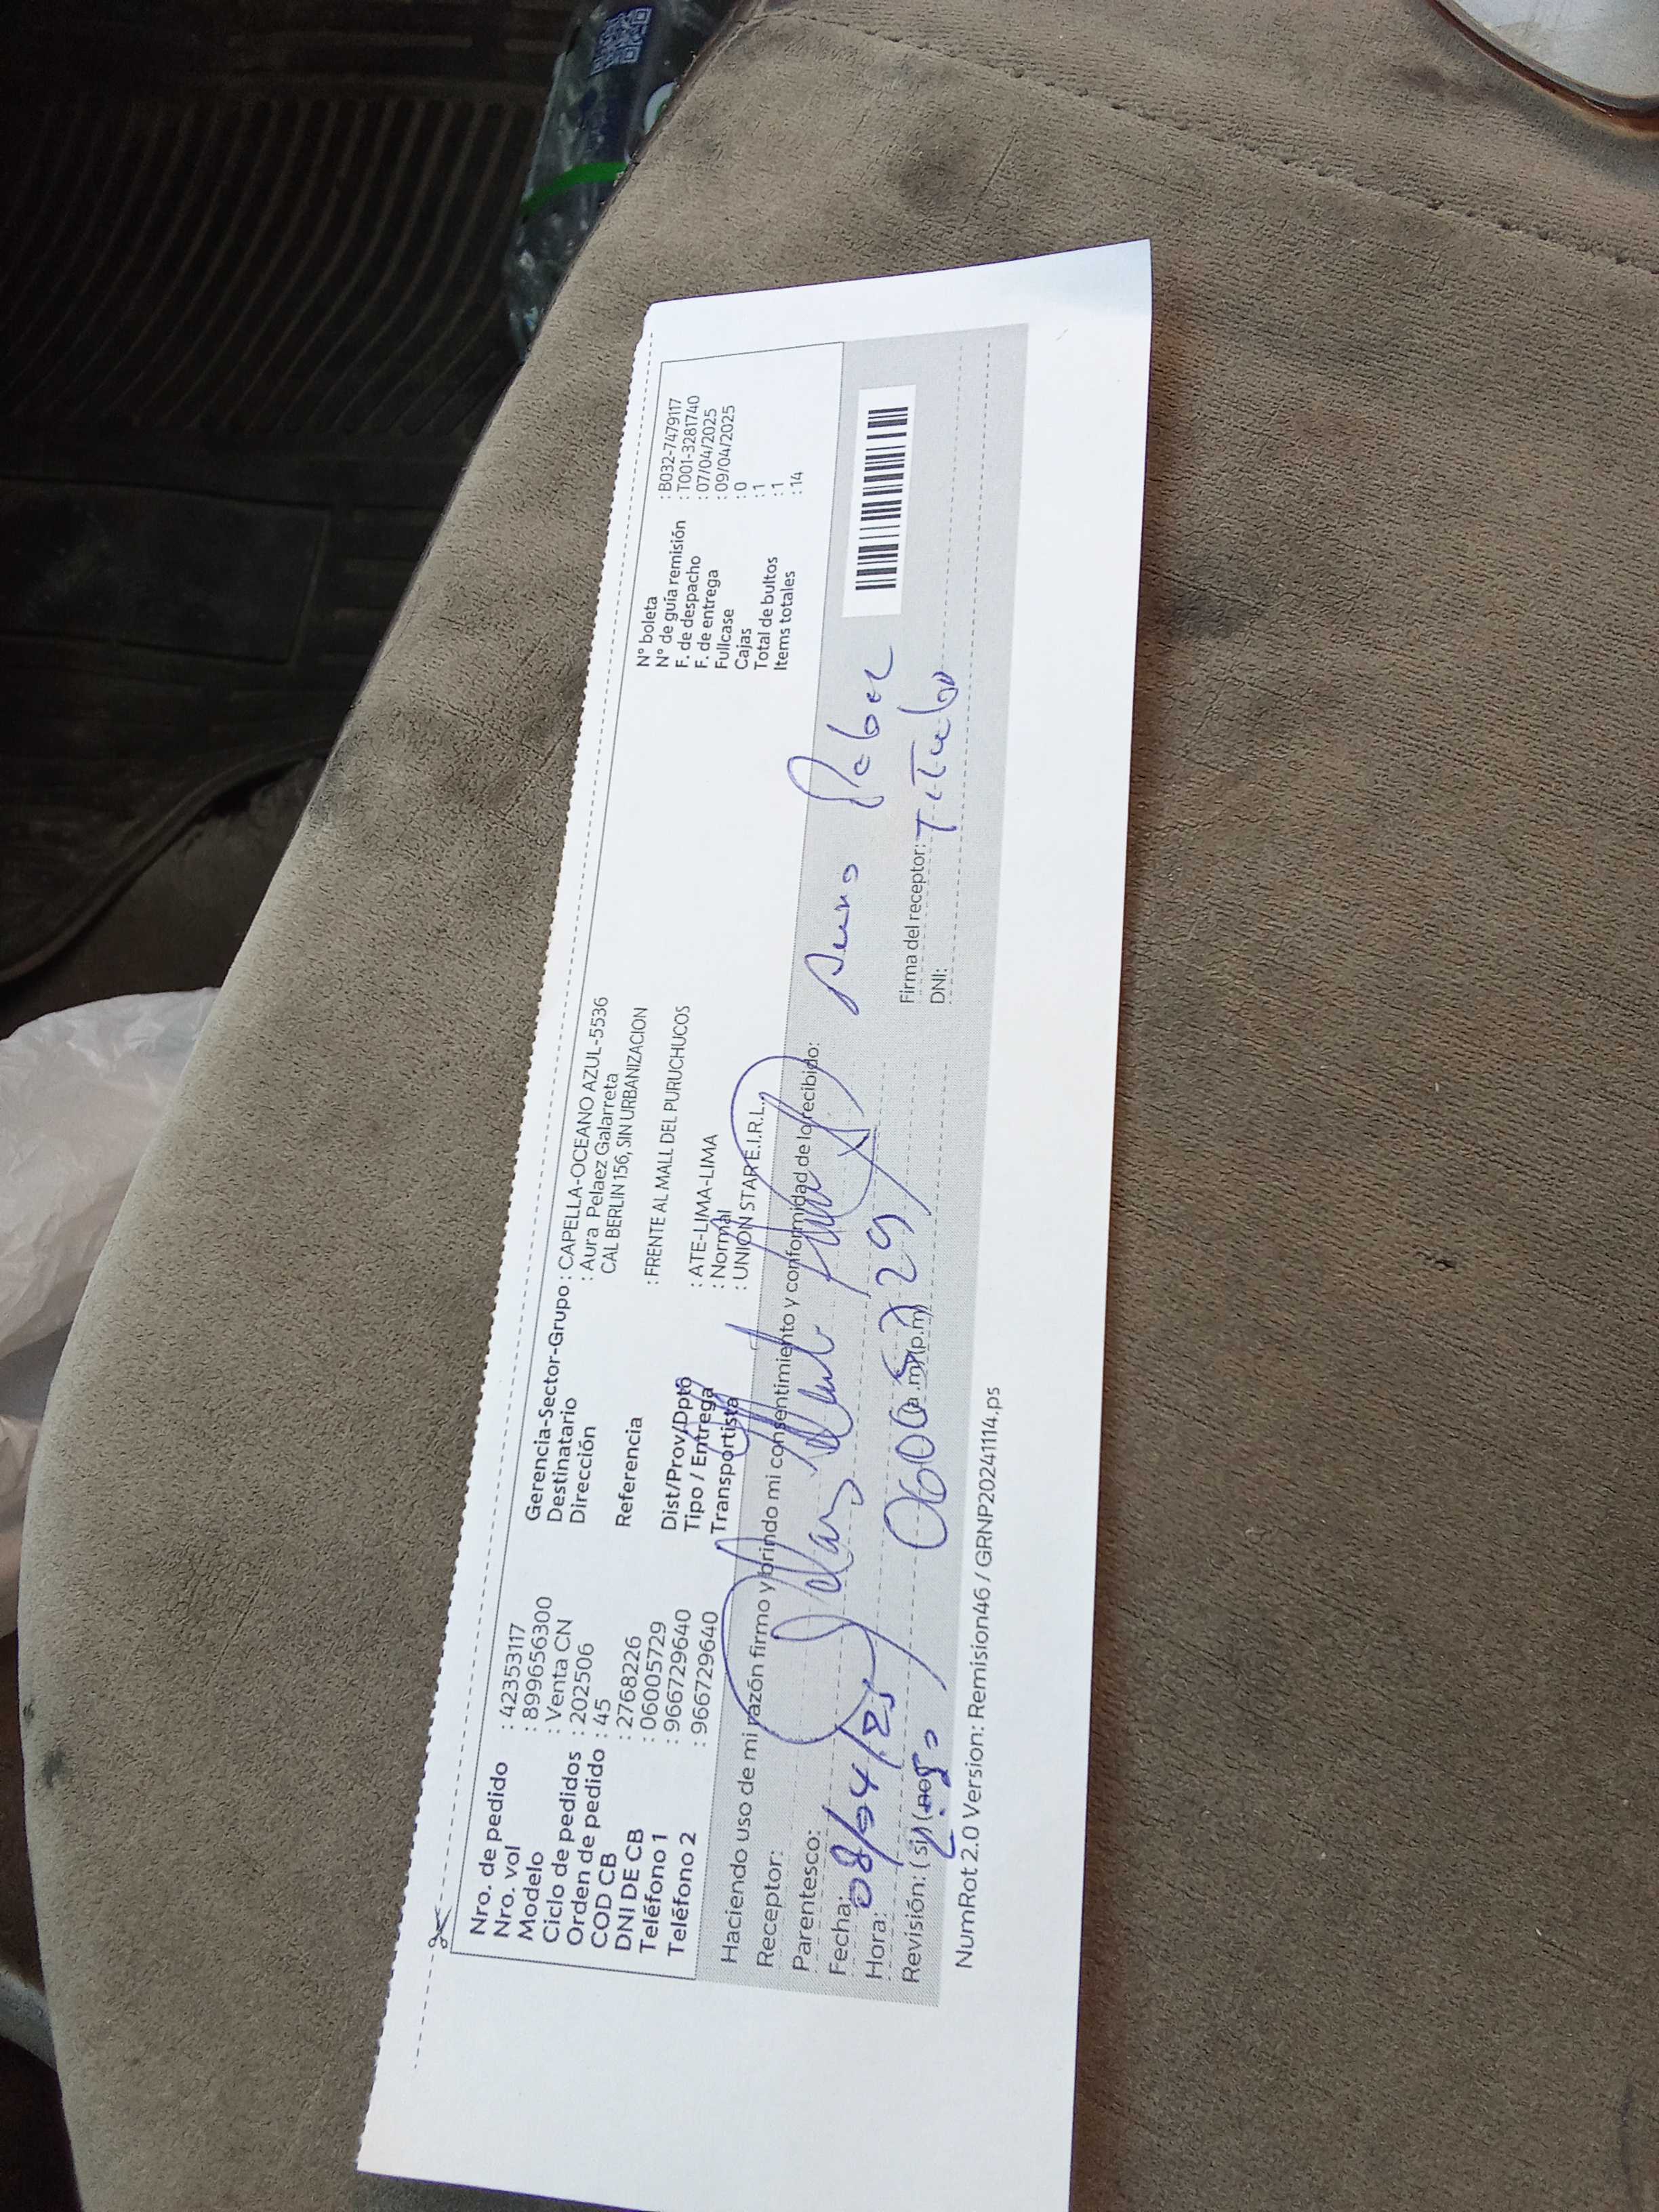 Nro. de pedido : 42353117
Nro. vol : 8996565300
Modelo : Venta CN
Ciclo de pedidos : 202506
Orden de pedido : 45
COD CB : 2768226
DNI DE CB : 06005729
Teléfono 1 : 966729640
Teléfono 2 : 966729640
Gerencia-Sector-Grupo : CAPELLA-OCEANO AZUL-5536
Destinatario : Aura Pelaez Galarreta
Dirección CAL BERLIN 156, SIN URBANIZACION
Referencia : FRENTE AL MALL DEL PURUCHUCOS
Dist/Prov/Dpto : ATE-LIMA-LIMA
Tipo / Entrega : Normal
Transportista : UNION STAR E.I.R.L.
N° boleta : B032-7479117
N° de guía remisión : T001-3281740
F. de despacho : 07/04/2025
F. de entrega : 09/04/2025
Fullcase : 0
Cajas : 1
Total de bultos : 1
Items totales : 14
Haciendo uso de mi razón firmo y brindo mi consentimiento y conformidad de lo recibido:
Receptor:
Parentesco:
Fecha: 08/04/25
Hora: (a.m)(p.m)
Revisión: (si) (no)
06005729
Firma del receptor: Titular
DNI:
NumRot 2.0 Version: Remision46 / GRNP20241114.ps